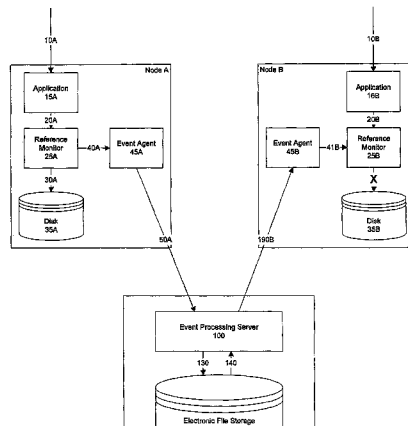 10A
10B
Node A
Application
15A
20A
Reference
Monitor
25A
40A
Event Agent
45A
30A
Disk
35A
Node B
Application
16B
20B
Event Agent
45B
41B
Reference
Monitor
25B
X
Disk
35B
50A
190B
Event Processing Server
100
130
140
Electronic File Storage